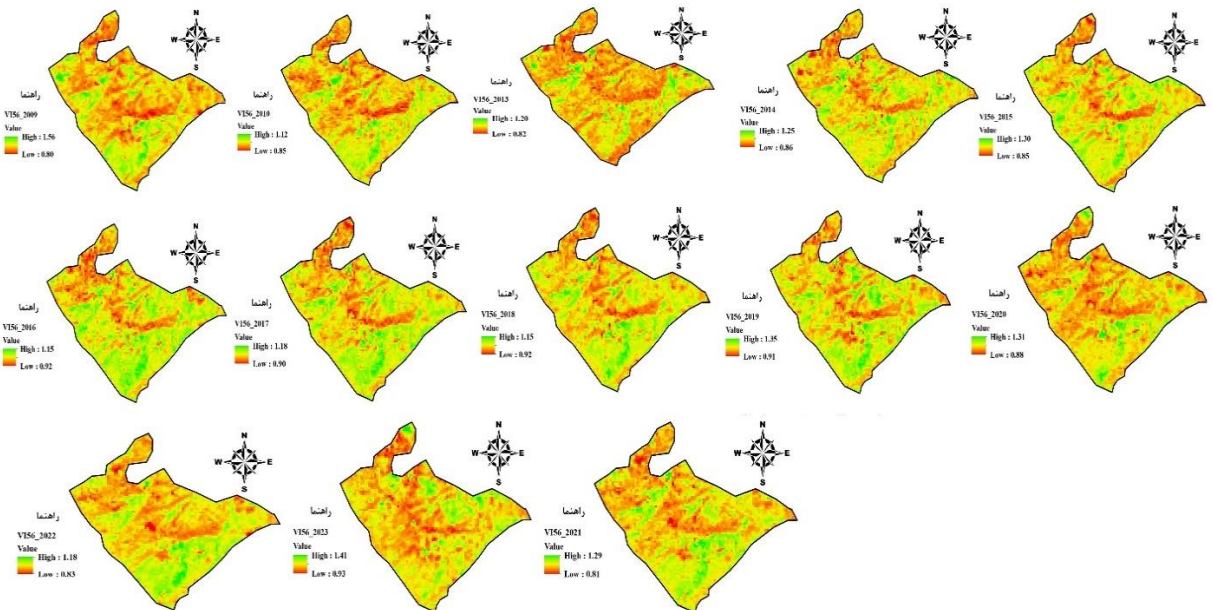 N
W E
S
راهنما
VI56_2009
Value
High : 1.56
Low : 0.80
N
W E
S
راهنما
VI56_2010
Value
High : 1.12
Low : 0.85
N
W E
S
راهنما
VI56_2013
Value
High : 1.20
Low : 0.82
N
W E
S
راهنما
VI56_2014
Value
High : 1.25
Low : 0.86
N
W E
S
راهنما
VI56_2015
Value
High : 1.30
Low : 0.85
N
W E
S
راهنما
VI56_2016
Value
High : 1.15
Low : 0.92
N
W E
S
راهنما
VI56_2017
Value
High : 1.18
Low : 0.90
N
W E
S
راهنما
VI56_2018
Value
High : 1.15
Low : 0.92
N
W E
S
راهنما
VI56_2019
Value
High : 1.35
Low : 0.91
N
W E
S
راهنما
VI56_2020
Value
High : 1.31
Low : 0.88
N
W E
S
راهنما
VI56_2022
Value
High : 1.18
Low : 0.83
N
W E
S
راهنما
VI56_2023
Value
High : 1.41
Low : 0.93
N
W E
S
راهنما
VI56_2021
Value
High : 1.29
Low : 0.81